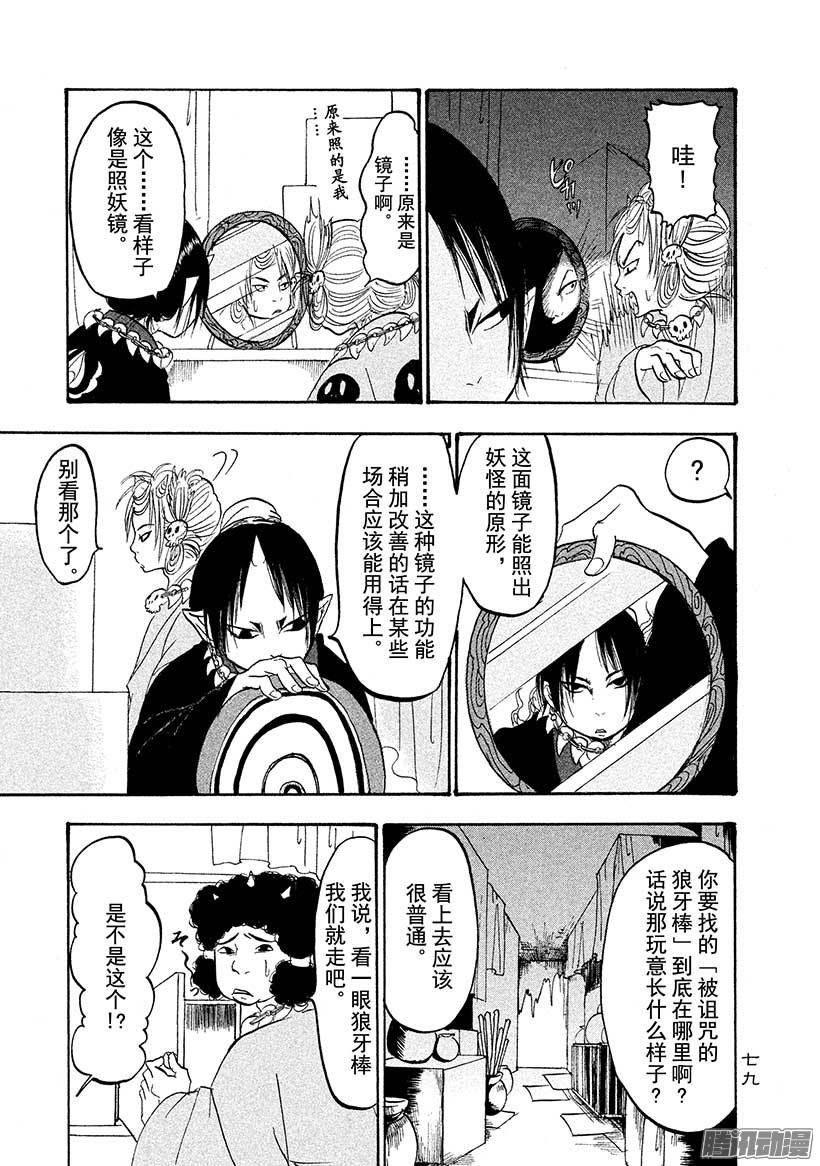 哇！
ピカッ
……原来是
镜子啊。
原来照的是我
……
这个……看样子
像是照妖镜。
？
这面镜子能照出
妖怪的原形，
……这种镜子的功能
稍加改善的话在某些
场合应该能用得上。
别看那个了。
你要找的「被诅咒的
狼牙棒」到底在哪里啊？
话说那玩意长什么样子？
看上去应该
很普通。
我说，看一眼狼牙棒
我们就走吧。
是不是这个！？
七九
腾讯动漫